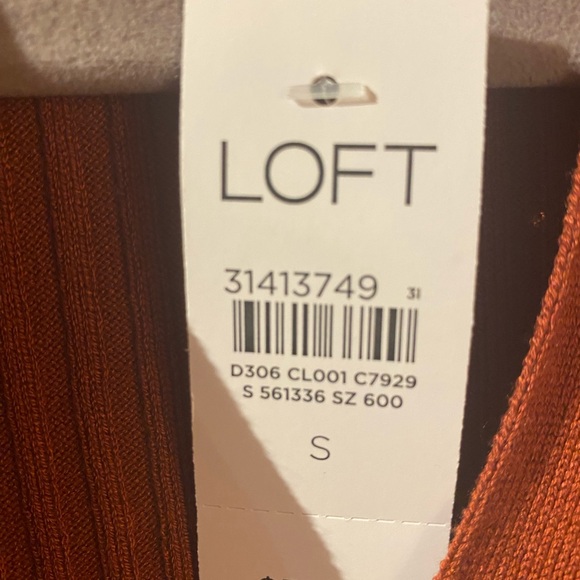 LOFT
31413749 31
D306 CL001 C7929
S 561336 SZ 600
S